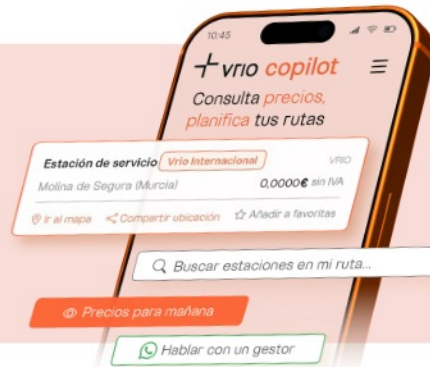 10:45
vrio copilot
Consulta precios,
planifica tus rutas
Estación de servicio Vrio Internacional VRIO
Molina de Segura (Murcia) 0,0000€ sin IVA
Ir al mapa Compartir ubicación Añadir a favoritas
Buscar estaciones en mi ruta...
Precios para mañana
Hablar con un gestor